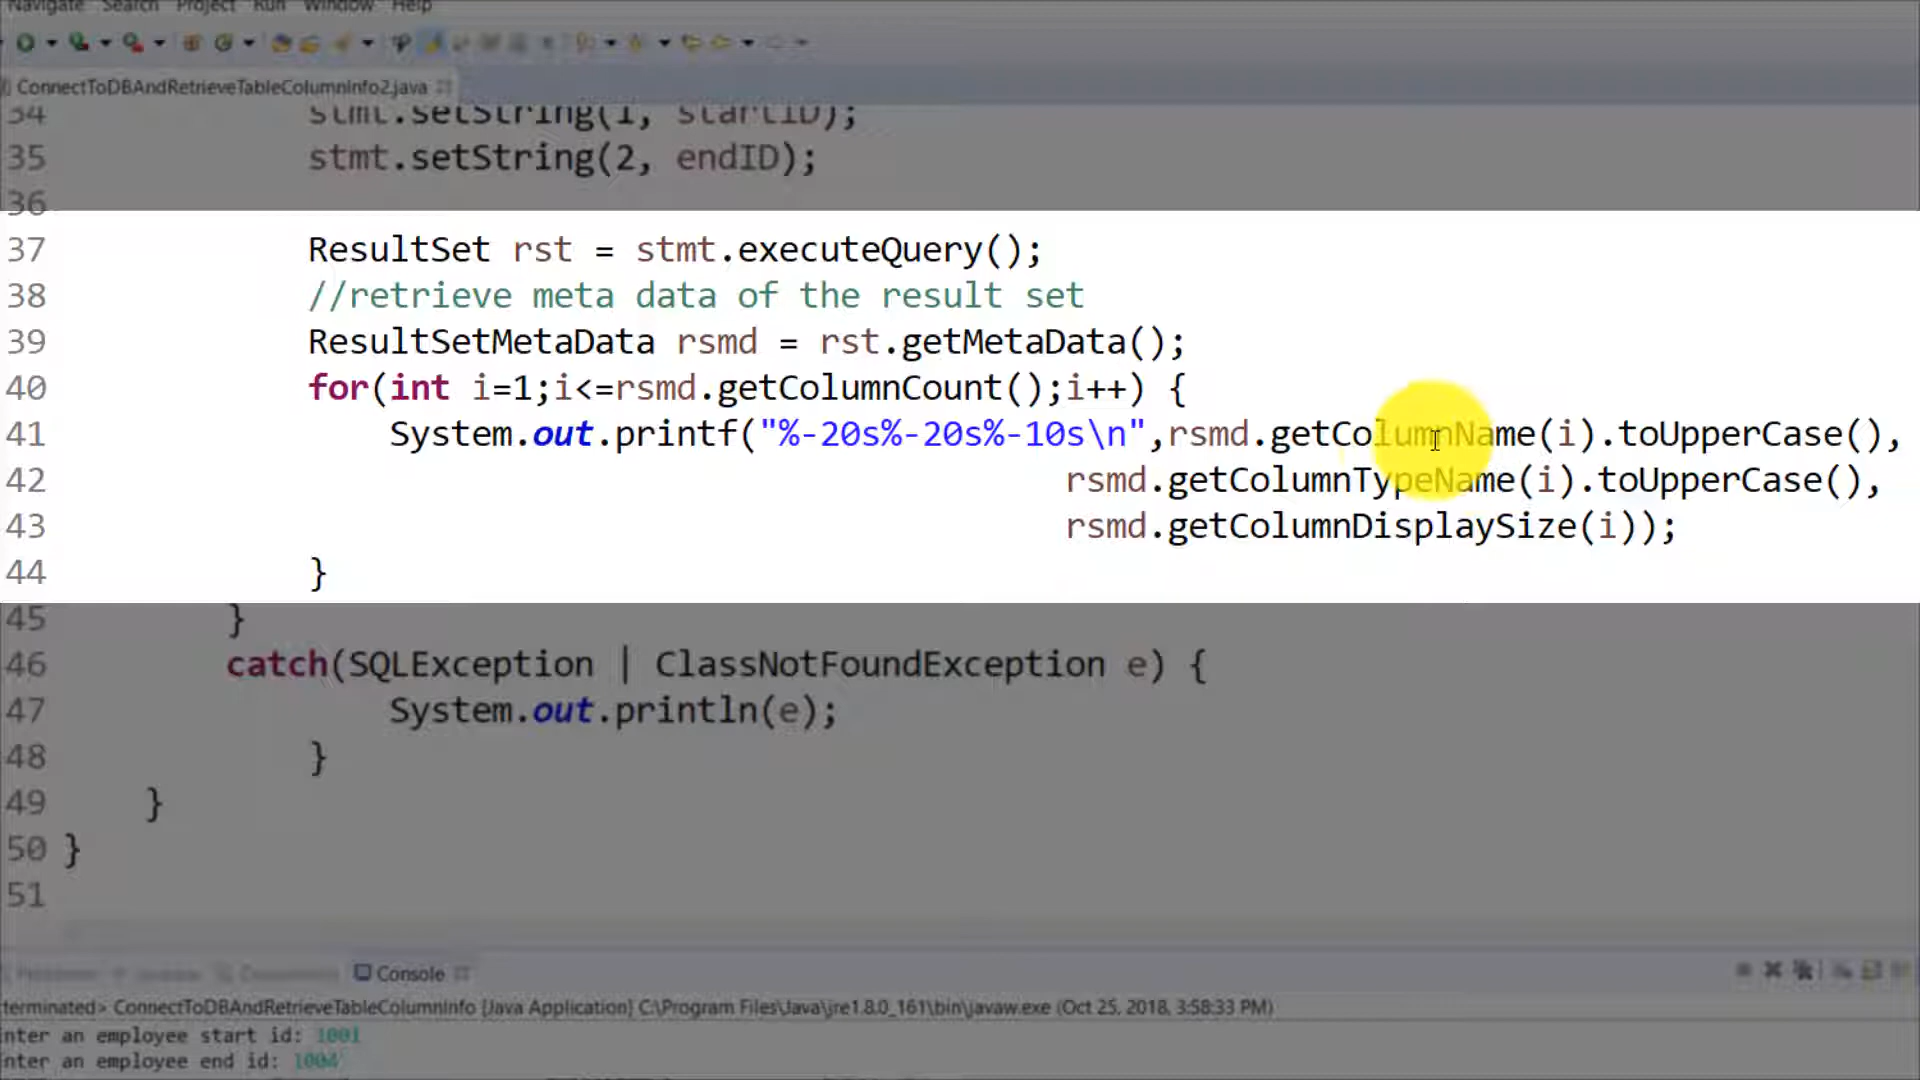 Navigate Search Project Run Window Help
ConnectToDBAndRetrieveTableColumnInfo2.java
34 stmt.setString(1, startID);
35 stmt.setString(2, endID);
36
37 ResultSet rst = stmt.executeQuery();
38 //retrieve meta data of the result set
39 ResultSetMetaData rsmd = rst.getMetaData();
40 for(int i=1;i<=rsmd.getColumnCount();i++) {
41 System.out.printf("%-20s%-20s%-10s\n",rsmd.getColumnName(i).toUpperCase(),
42 rsmd.getColumnTypeName(i).toUpperCase(),
43 rsmd.getColumnDisplaySize(i));
44 }
45 }
46 catch(SQLException | ClassNotFoundException e) {
47 System.out.println(e);
48 }
49 }
50 }
51
Console
terminated> ConnectToDBAndRetrieveTableColumnInfo [Java Application] C:\Program Files\Java\jre1.8.0_161\bin\javaw.exe (Oct 25, 2018, 3:58:33 PM)
nter an employee start id: 1001
nter an employee end id: 1004